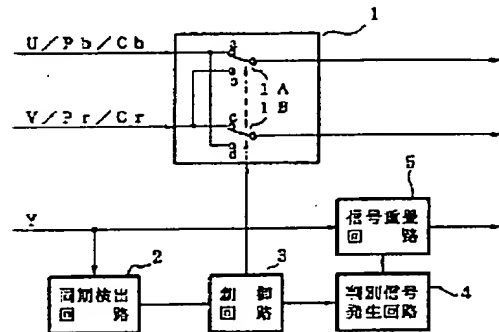 1
U/Pb/Cb
a
b
1A
1B
V/Pr/Cr
c
d
5
Y
信号重畳
回路
2
3
同期検出
回路
制御
回路
判別信号
発生回路
4